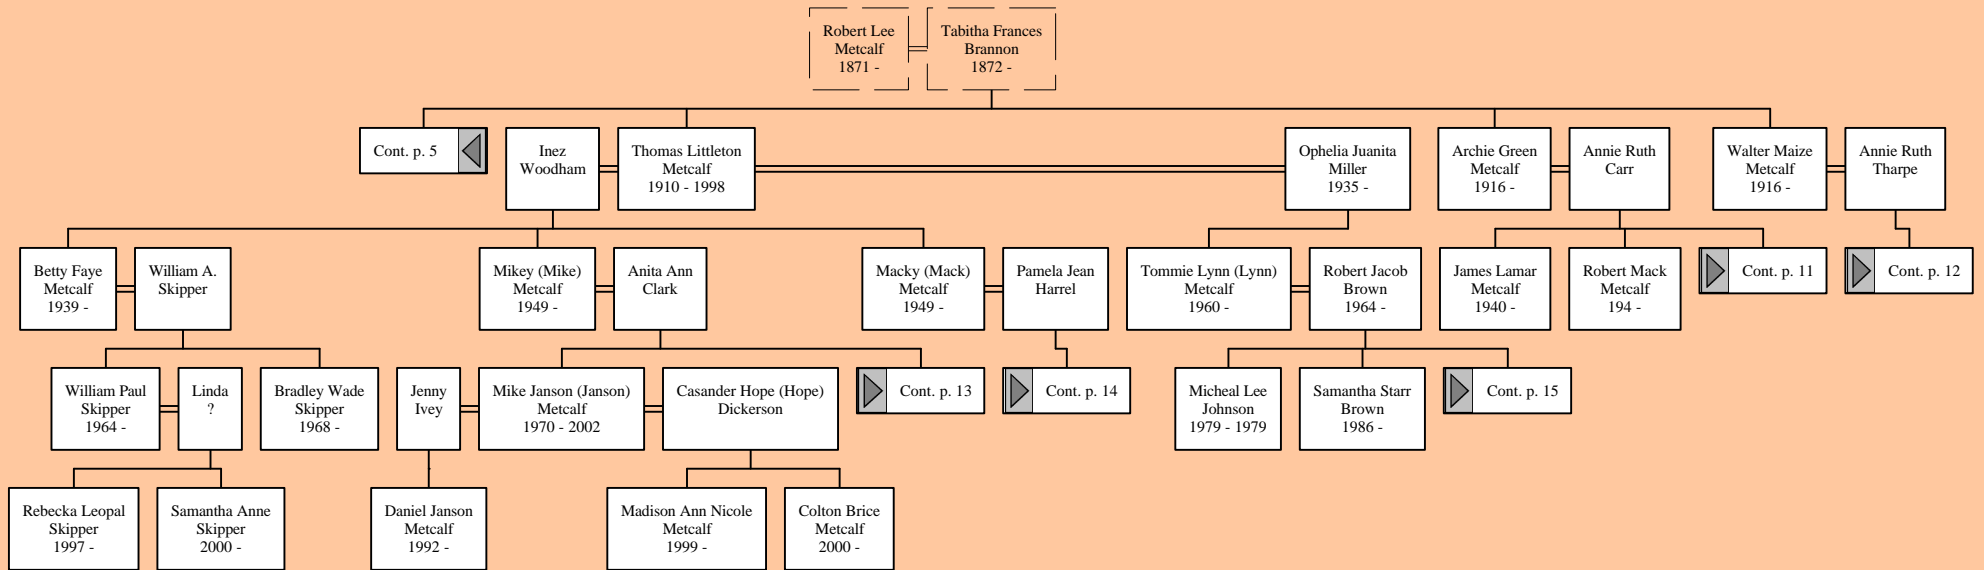 Robert Lee
Metcalf
1871 -
Tabitha Frances
Brannon
1872 -
Cont. p. 5
Inez
Woodham
Thomas Littleton
Metcalf
1910 - 1998
Ophelia Juanita
Miller
1935 -
Archie Green
Metcalf
1916 -
Annie Ruth
Carr
Walter Maize
Metcalf
1916 -
Annie Ruth
Tharpe
Betty Faye
Metcalf
1939 -
William A.
Skipper
Mikey (Mike)
Metcalf
1949 -
Anita Ann
Clark
Macky (Mack)
Metcalf
1949 -
Pamela Jean
Harrel
Tommie Lynn (Lynn)
Metcalf
1960 -
Robert Jacob
Brown
1964 -
James Lamar
Metcalf
1940 -
Robert Mack
Metcalf
194 -
Cont. p. 11
Cont. p. 12
William Paul
Skipper
1964 -
Linda
?
Bradley Wade
Skipper
1968 -
Jenny
Ivey
Mike Janson (Janson)
Metcalf
1970 - 2002
Casander Hope (Hope)
Dickerson
Cont. p. 13
Cont. p. 14
Micheal Lee
Johnson
1979 - 1979
Samantha Starr
Brown
1986 -
Cont. p. 15
Rebecka Leopal
Skipper
1997 -
Samantha Anne
Skipper
2000 -
Daniel Janson
Metcalf
1992 -
Madison Ann Nicole
Metcalf
1999 -
Colton Brice
Metcalf
2000 -